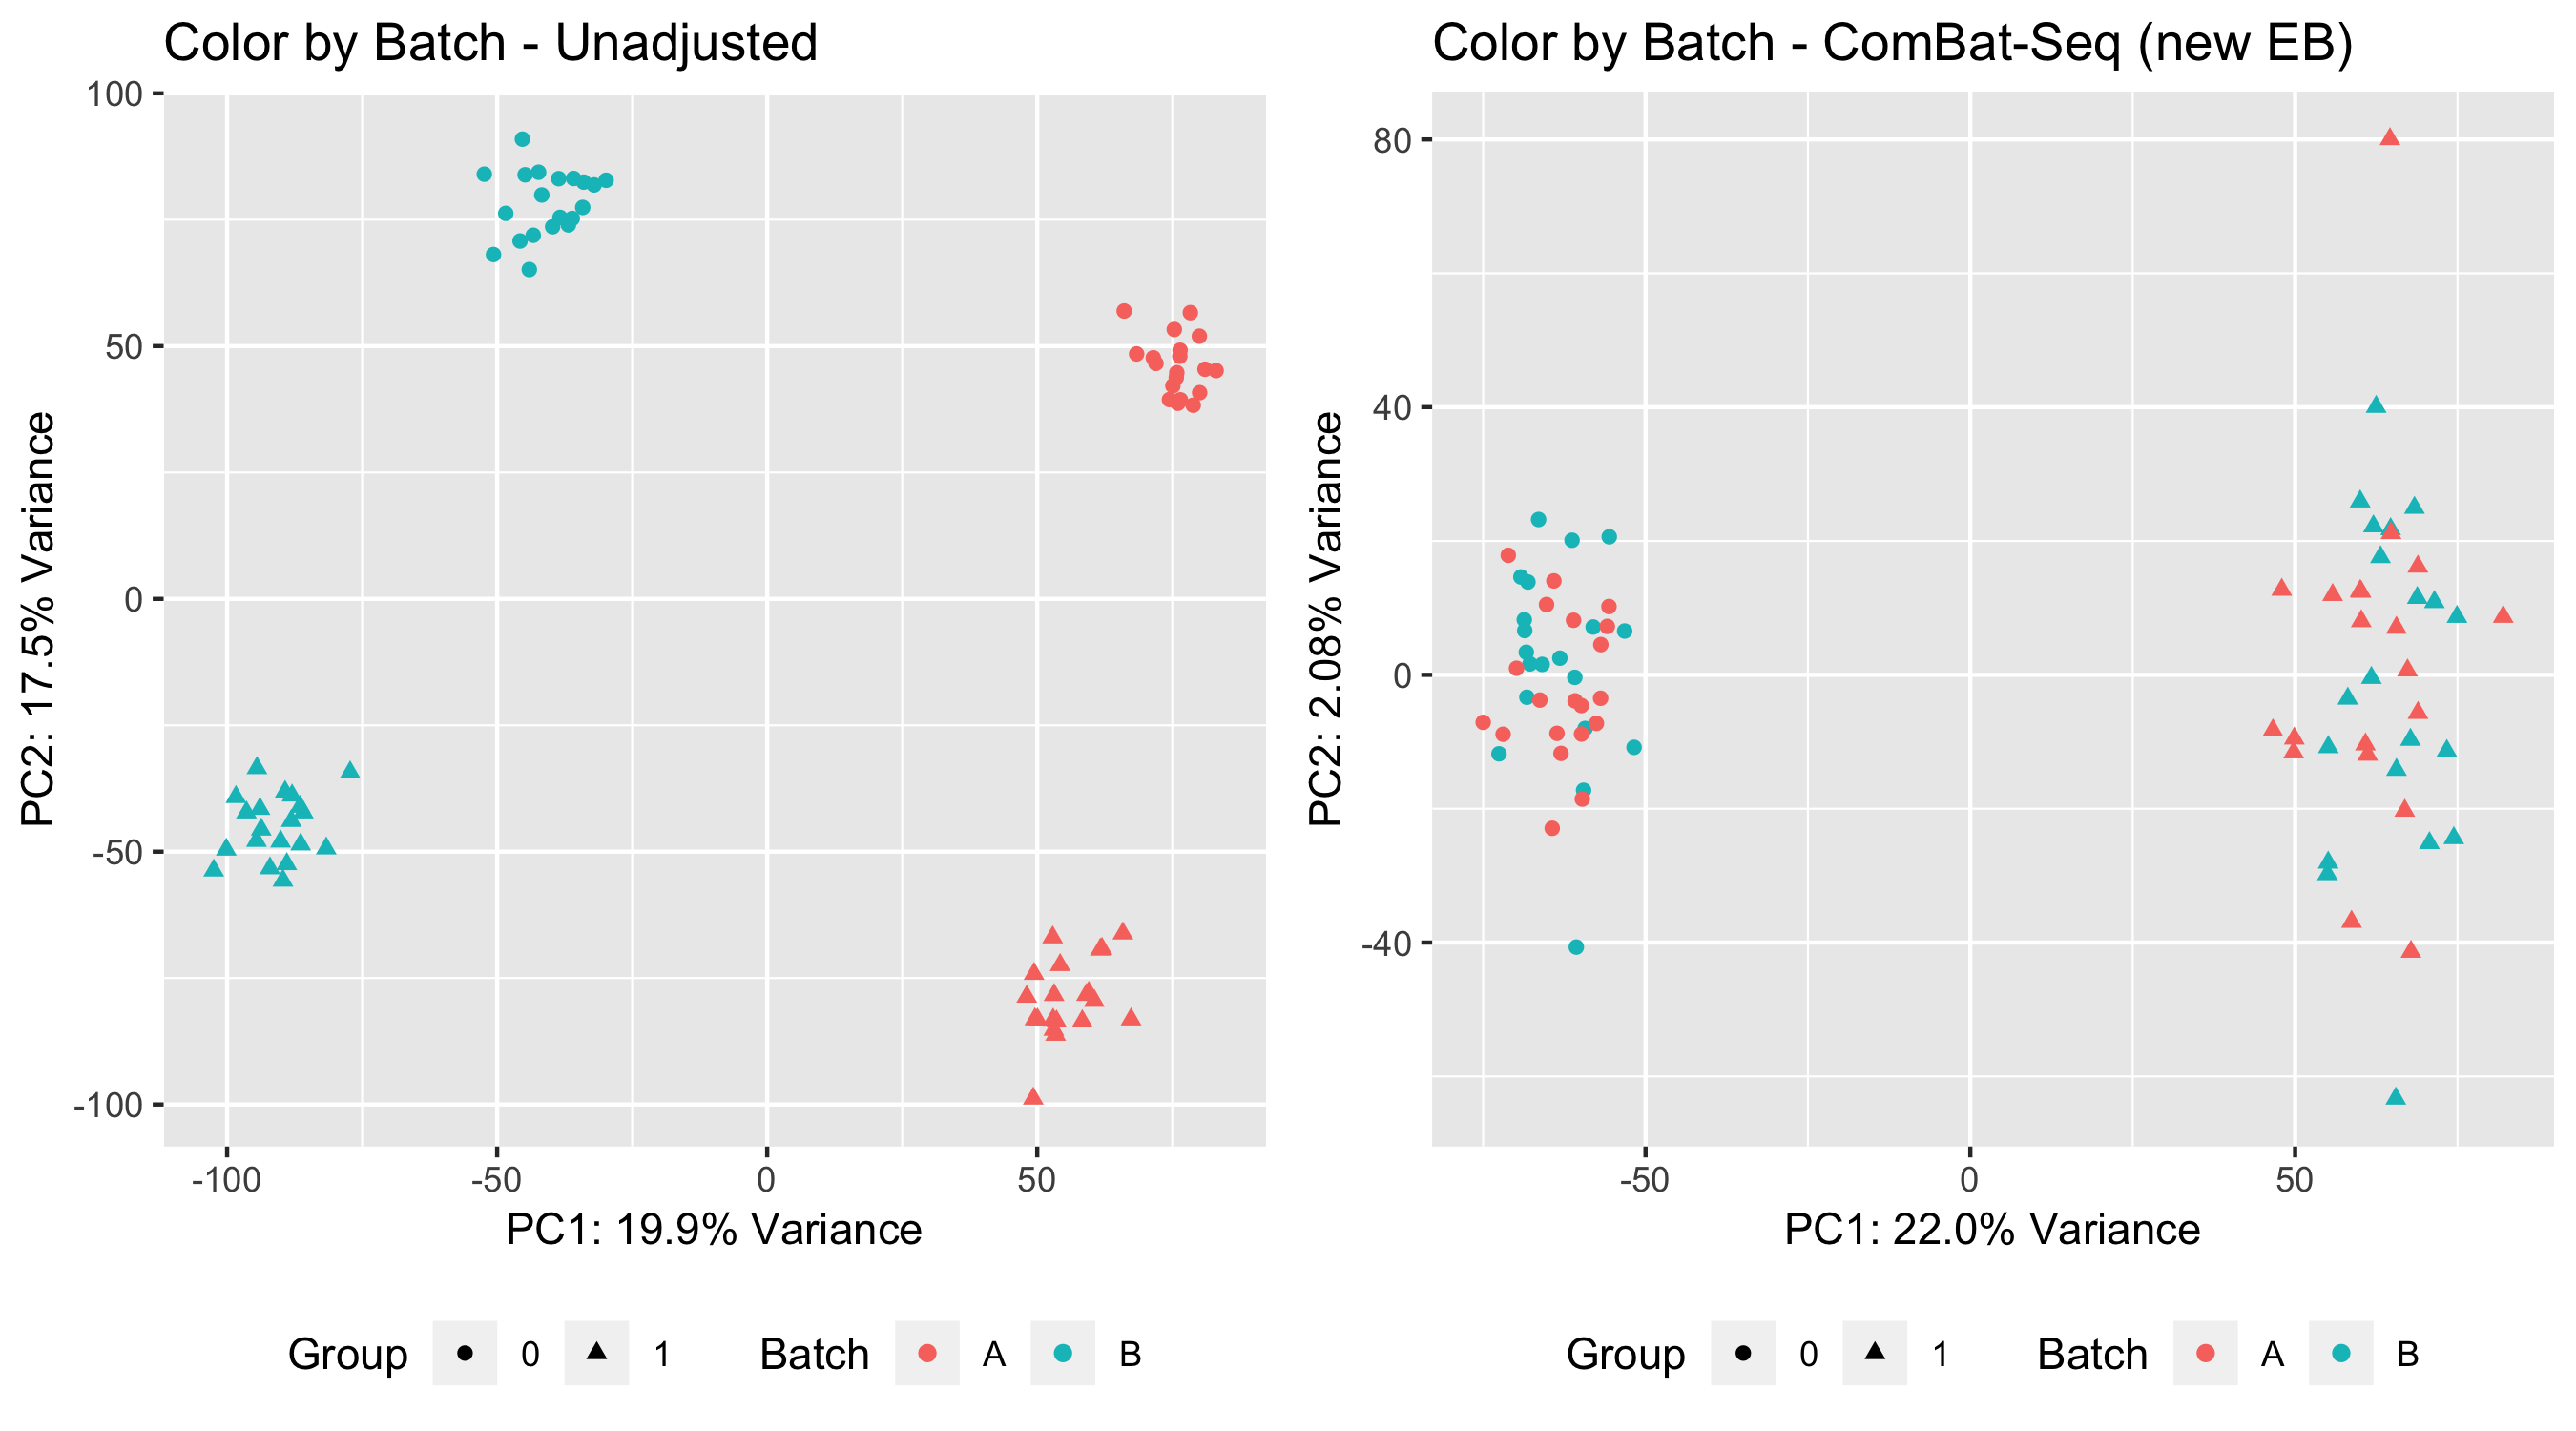 Color by Batch - Unadjusted
100
50
0
-50
-100
PC2: 17.5% Variance
-100
-50
0
50
PC1: 19.9% Variance
Group 0 1 Batch A B
Color by Batch - ComBat-Seq (new EB)
80
40
0
-40
PC2: 2.08% Variance
-50
0
50
PC1: 22.0% Variance
Group 0 1 Batch A B